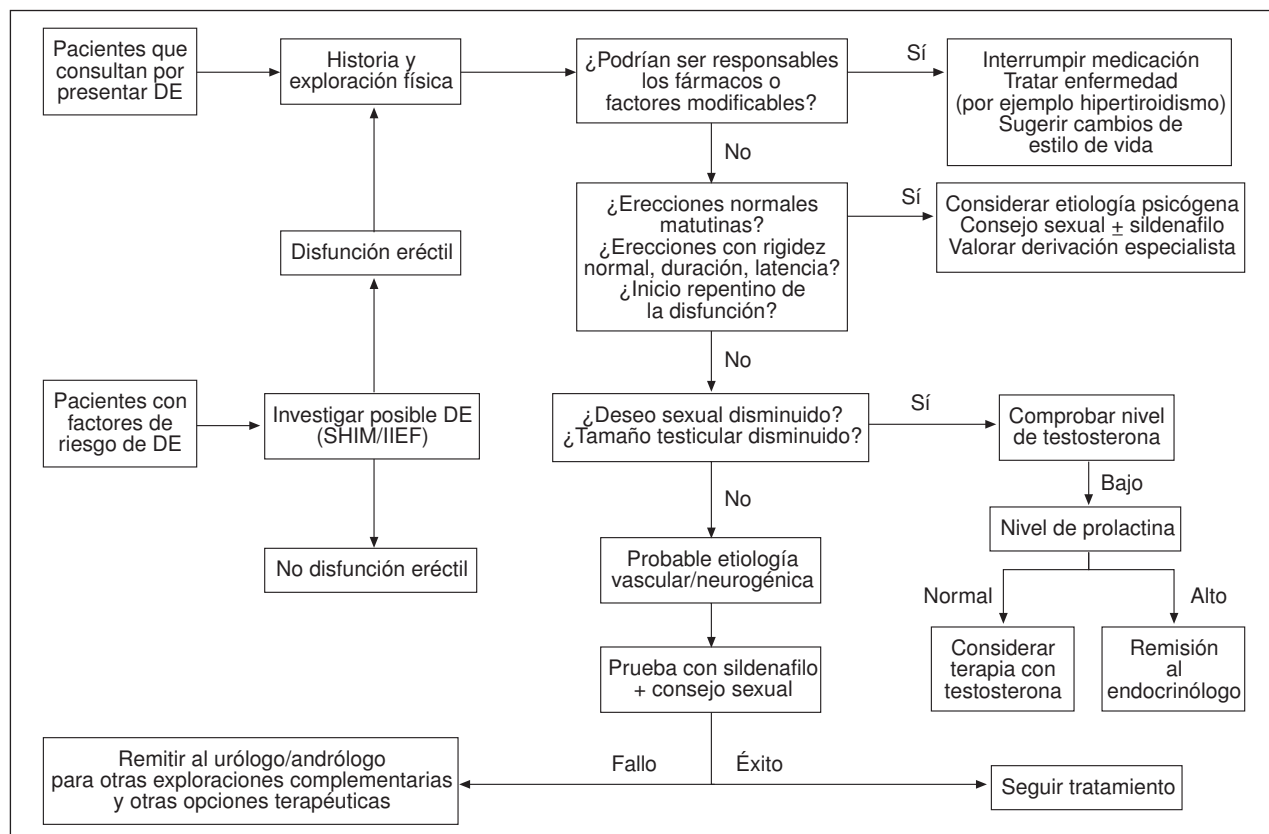 Pacientes que
consultan por
presentar DE
Historia y
exploración física
¿Podrían ser responsables
los fármacos o
factores modificables?
Sí
Interrumpir medicación
Tratar enfermedad
(por ejemplo hipertiroidismo)
Sugerir cambios de
estilo de vida
No
¿Erecciones normales
matutinas?
¿Erecciones con rigidez
normal, duración, latencia?
¿Inicio repentino de
la disfunción?
Sí
Considerar etiología psicógena
Consejo sexual ± sildenafilo
Valorar derivación especialista
Disfunción eréctil
No
Pacientes con
factores de
riesgo de DE
Investigar posible DE
(SHIM/IIEF)
¿Deseo sexual disminuido?
¿Tamaño testicular disminuido?
Sí
Comprobar nivel
de testosterona
Bajo
No
Nivel de prolactina
No disfunción eréctil
Probable etiología
vascular/neurogénica
Normal
Alto
Considerar
terapia con
testosterona
Remisión
al
endocrinólogo
Prueba con sildenafilo
+ consejo sexual
Remitir al urólogo/andrólogo
para otras exploraciones complementarias
y otras opciones terapéuticas
Fallo
Éxito
Seguir tratamiento